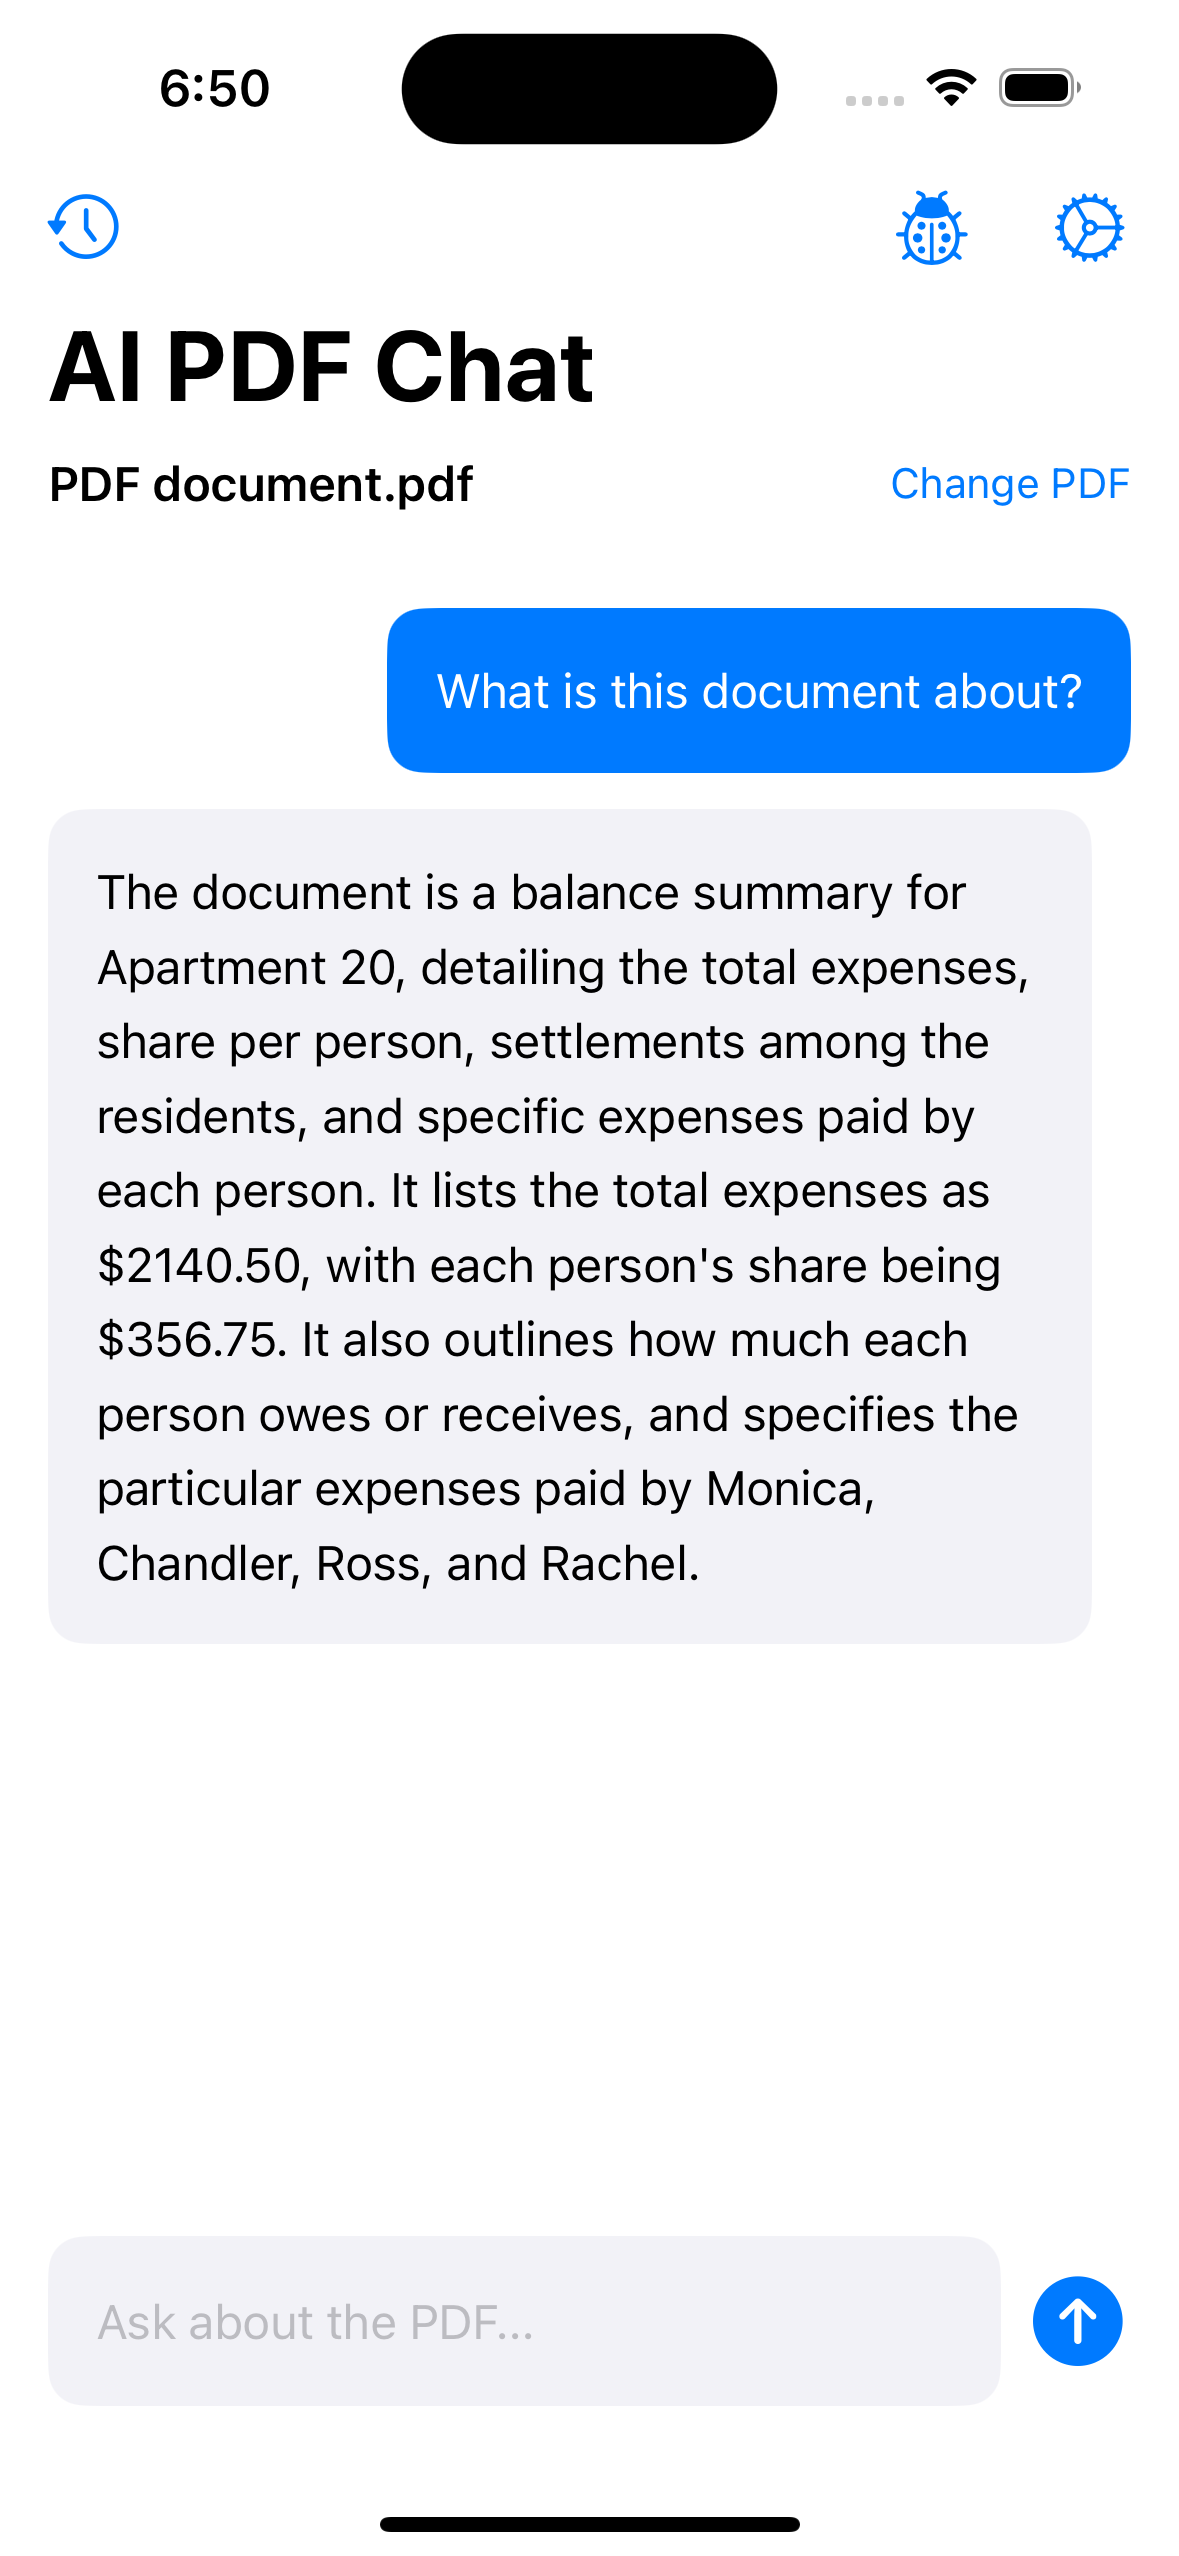 6:50
AI PDF Chat
PDF document.pdf
Change PDF
What is this document about?
The document is a balance summary for
Apartment 20, detailing the total expenses,
share per person, settlements among the
residents, and specific expenses paid by
each person. It lists the total expenses as
$2140.50, with each person's share being
$356.75. It also outlines how much each
person owes or receives, and specifies the
particular expenses paid by Monica,
Chandler, Ross, and Rachel.
Ask about the PDF...